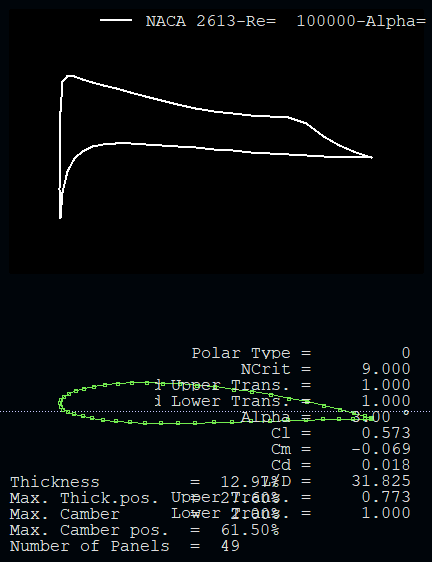 NACA 2613-Re=  100000-Alpha=
Polar Type =  0
NCrit =  9.000
Upper Trans. =  1.000
Lower Trans. =  1.000
Alpha =  3.00 °
Cl =  0.573
Cm =  -0.069
Cd =  0.018
Thickness  =  12.9 L/D =  31.825
Max. Thick.pos.  =  27.60% Upper Trans. =  0.773
Max. Camber  =  Lower Trans. =  1.000
Max. Camber pos.  =  61.50%
Number of Panels  =  49